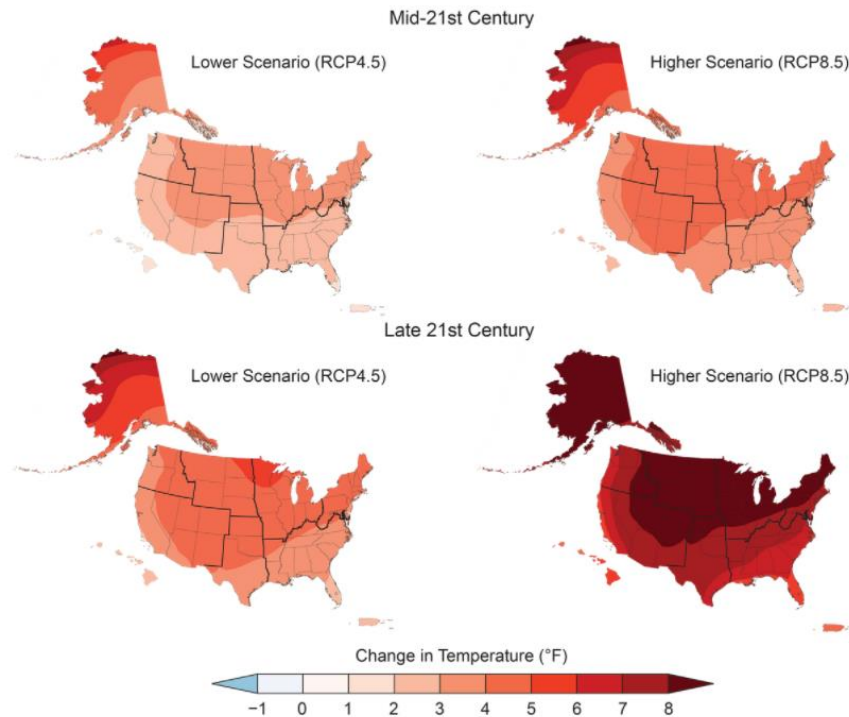 Mid-21st Century
Lower Scenario (RCP4.5)
Higher Scenario (RCP8.5)
Late 21st Century
Lower Scenario (RCP4.5)
Higher Scenario (RCP8.5)
Change in Temperature (°F)
−1 0 1 2 3 4 5 6 7 8